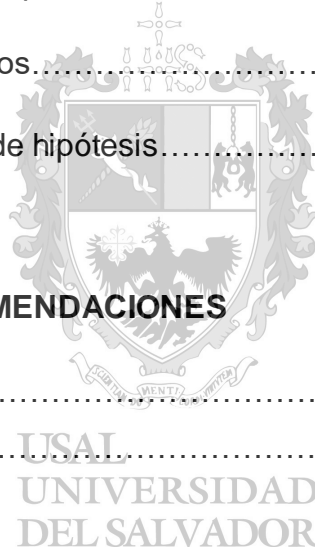 os……………………………
de hipótesis………………
MENDACIONES
……………………………………
……………………………………
USAL
UNIVERSIDAD
DEL SALVADOR